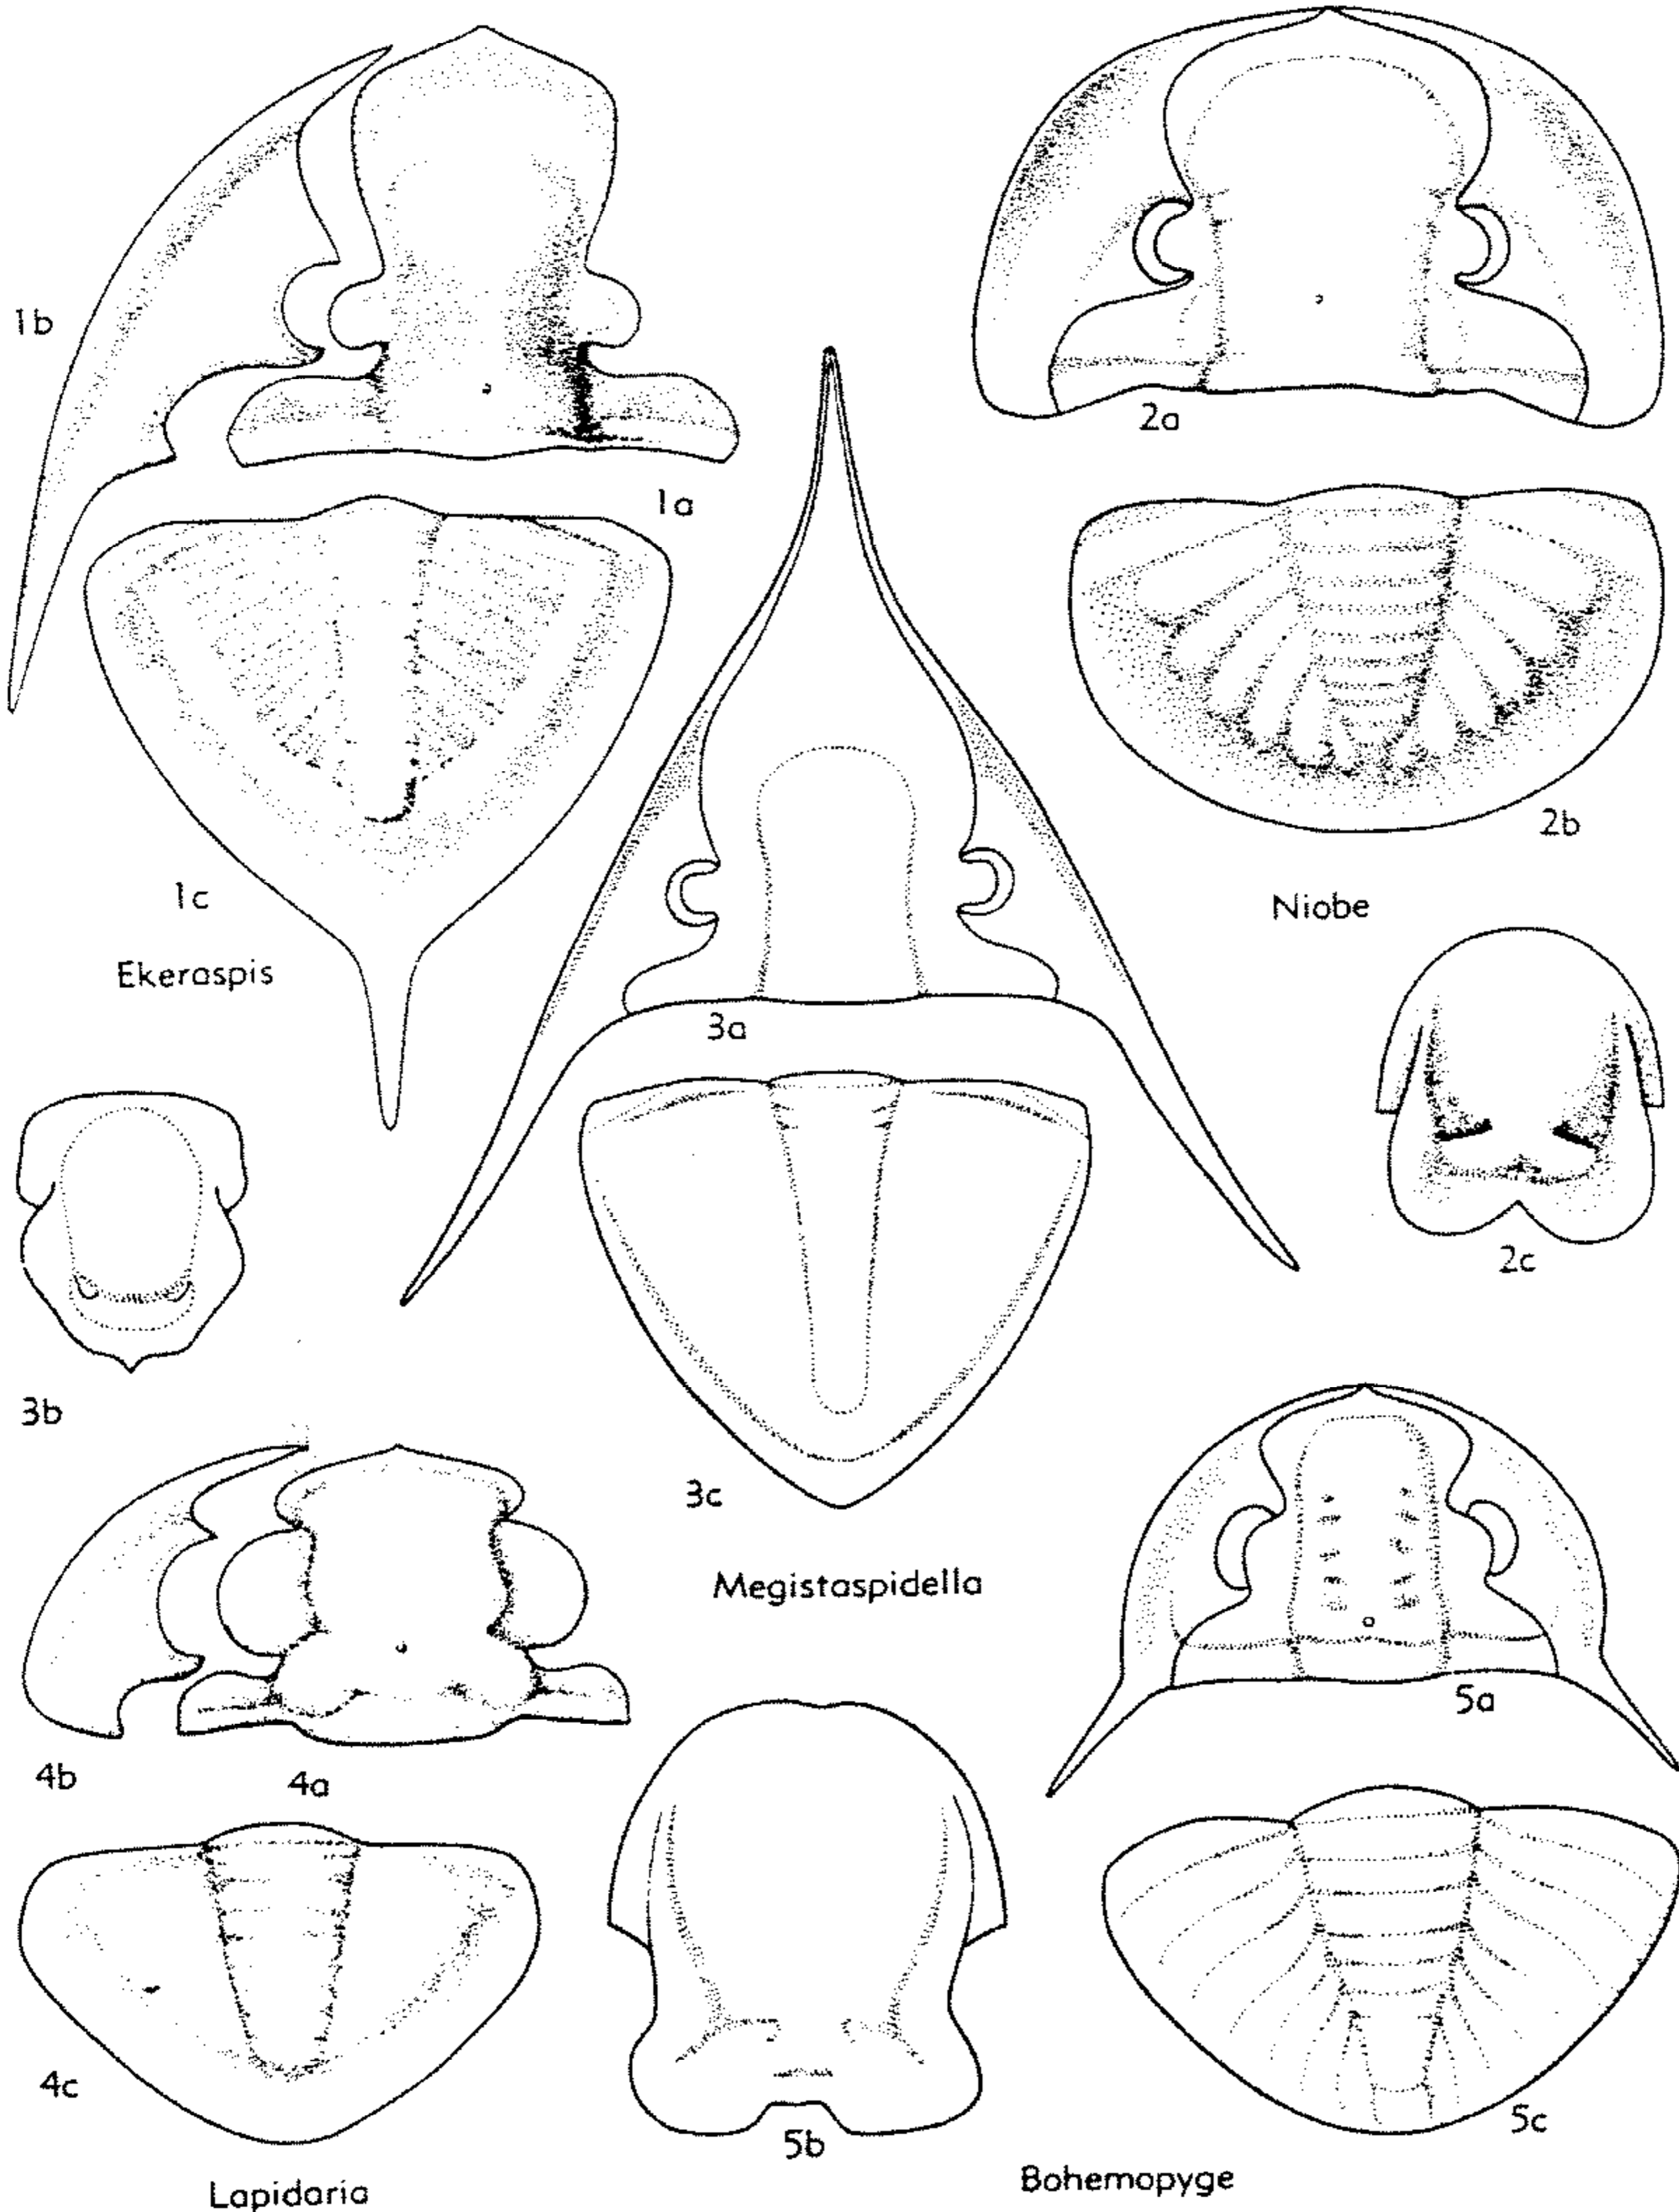 1b
1a
2a
1c
Ekeraspis
2b
Niobe
3a
2c
3b
3c
Megistaspidella
4b
4a
5a
4c
5b
5c
Lapidaria
Bohemopyge